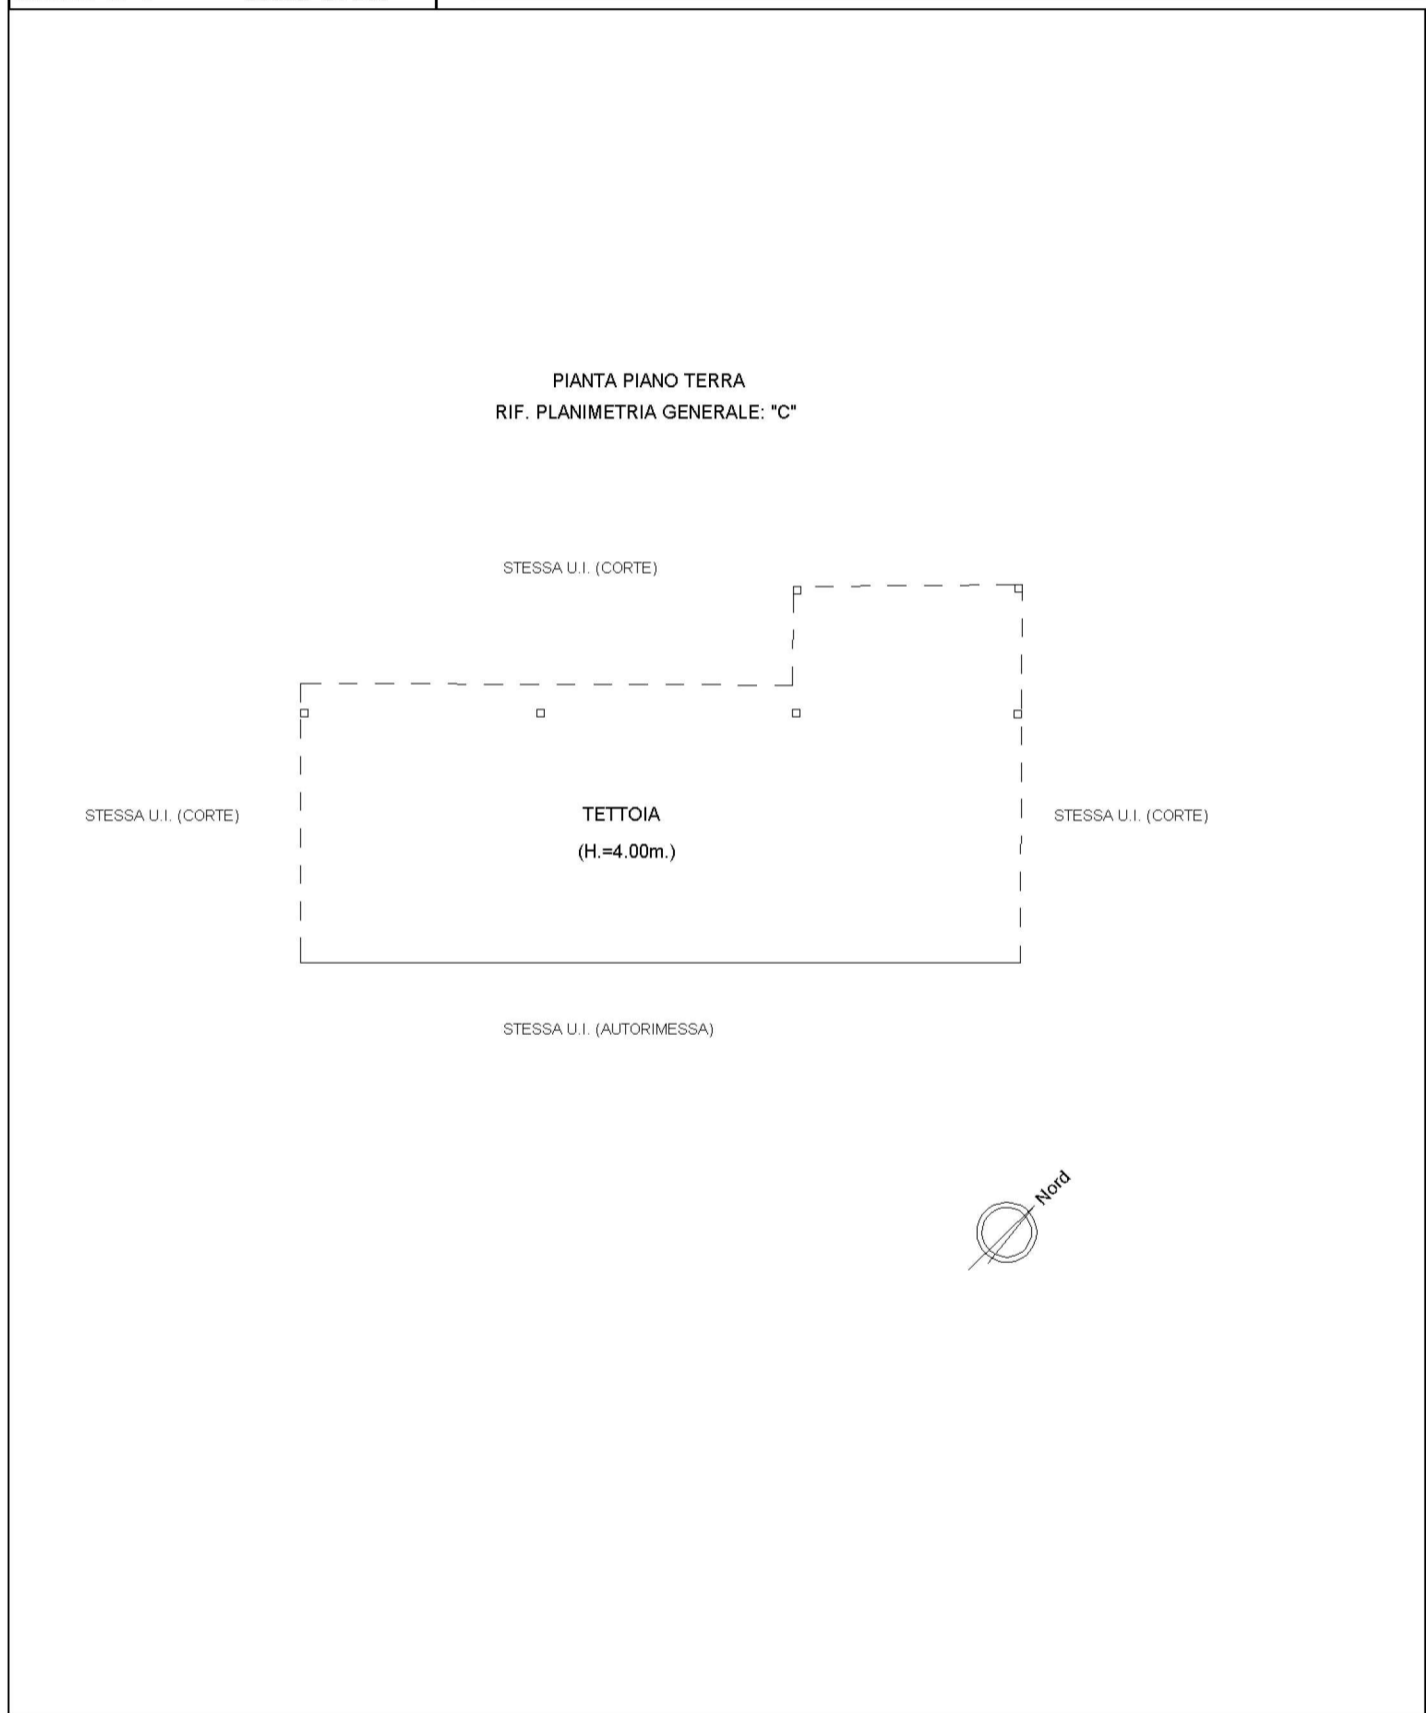 PIANTA PIANO TERRA
RIF. PLANIMETRIA GENERALE: "C"
STESSA U.I. (CORTE)
STESSA U.I. (CORTE)
TETTOIA
STESSA U.I. (CORTE)
(H.=4.00m.)
STESSA U.I. (AUTORIMESSA)
Nord